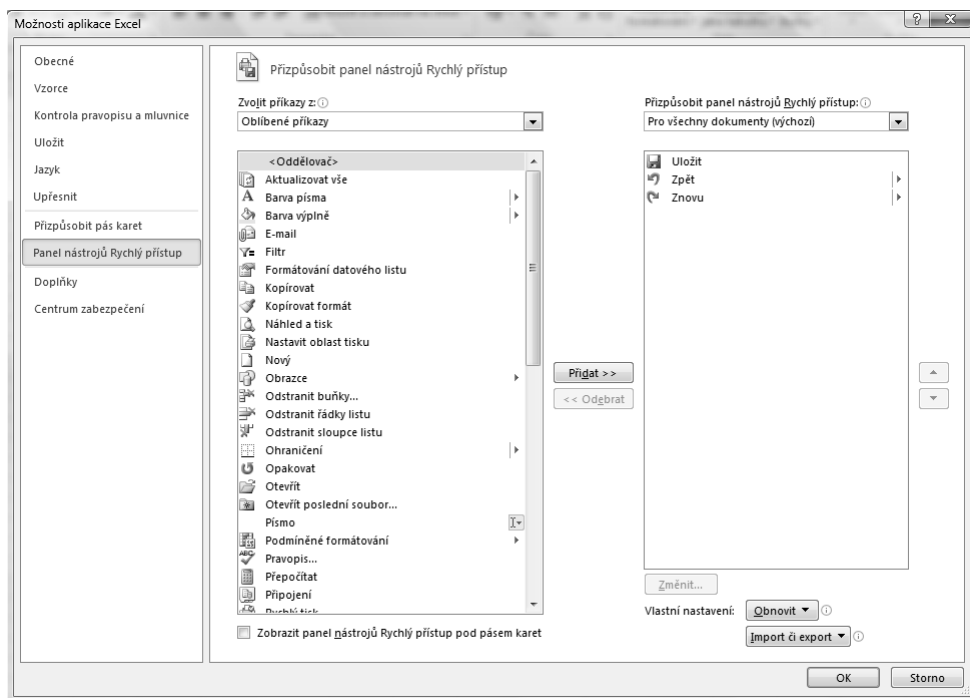 Možnosti aplikace Excel
Obecné
Vzorce
Kontrola pravopisu a mluvnice
Uložit
Jazyk
Upřesnit
Přizpůsobit pás karet
Panel nástrojů Rychlý přístup
Doplňky
Centrum zabezpečení
Přizpůsobit panel nástrojů Rychlý přístup
Zvolit příkazy z:
Oblíbené příkazy
<Oddělovač>
Aktualizovat vše
Barva písma
Barva výplně
E-mail
Filtr
Formátování datového listu
Kopírovat
Kopírovat formát
Náhled a tisk
Nastavit oblast tisku
Nový
Obrazce
Odstranit buňky...
Odstranit řádky listu
Odstranit sloupce listu
Ohraničení
Opakovat
Otevřít
Otevřít poslední soubor...
Písmo
Podmíněné formátování
Pravopis...
Přepočítat
Připojení
Rychlý tisk
Zobrazit panel nástrojů Rychlý přístup pod pásem karet
Přidat >>
<< Odebrat
Přizpůsobit panel nástrojů Rychlý přístup:
Pro všechny dokumenty (výchozí)
Uložit
Zpět
Znovu
Změnit...
Vlastní nastavení: Obnovit
Import či export
OK Storno